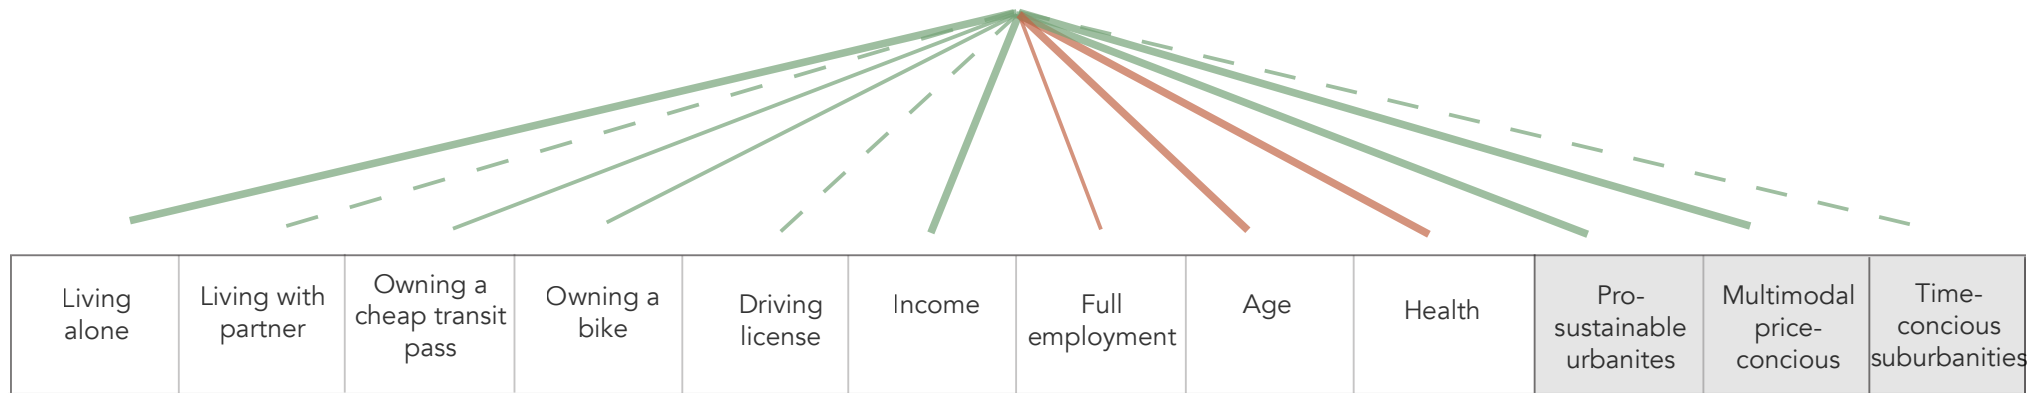 Living
alone
Living with
partner
Owning a
cheap transit
pass
Owning a
bike
Driving
license
Income
Full
employment
Age
Health
Pro-
sustainable
urbanites
Multimodal
price-
concious
Time-
concious
suburbanities